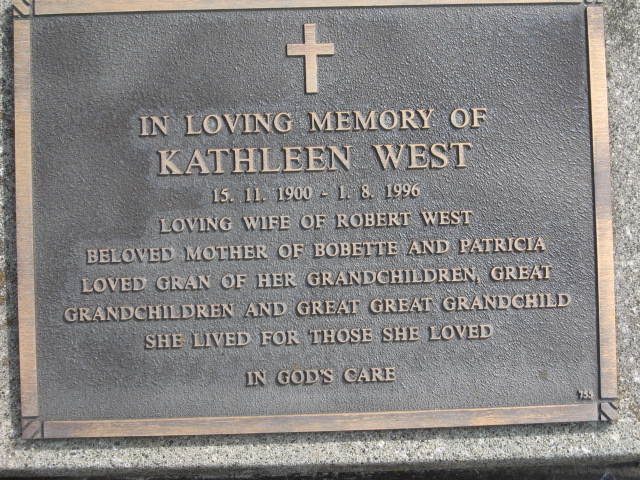 IN LOVING MEMORY OF
KATHLEEN WEST
15. 11. 1900 - 1. 8. 1996
LOVING WIFE OF ROBERT WEST
BELOVED MOTHER OF BOBETTE AND PATRICIA
LOVED GRAN OF HER GRANDCHILDREN, GREAT
GRANDCHILDREN AND GREAT GREAT GRANDCHILD
SHE LIVED FOR THOSE SHE LOVED
IN GOD'S CARE